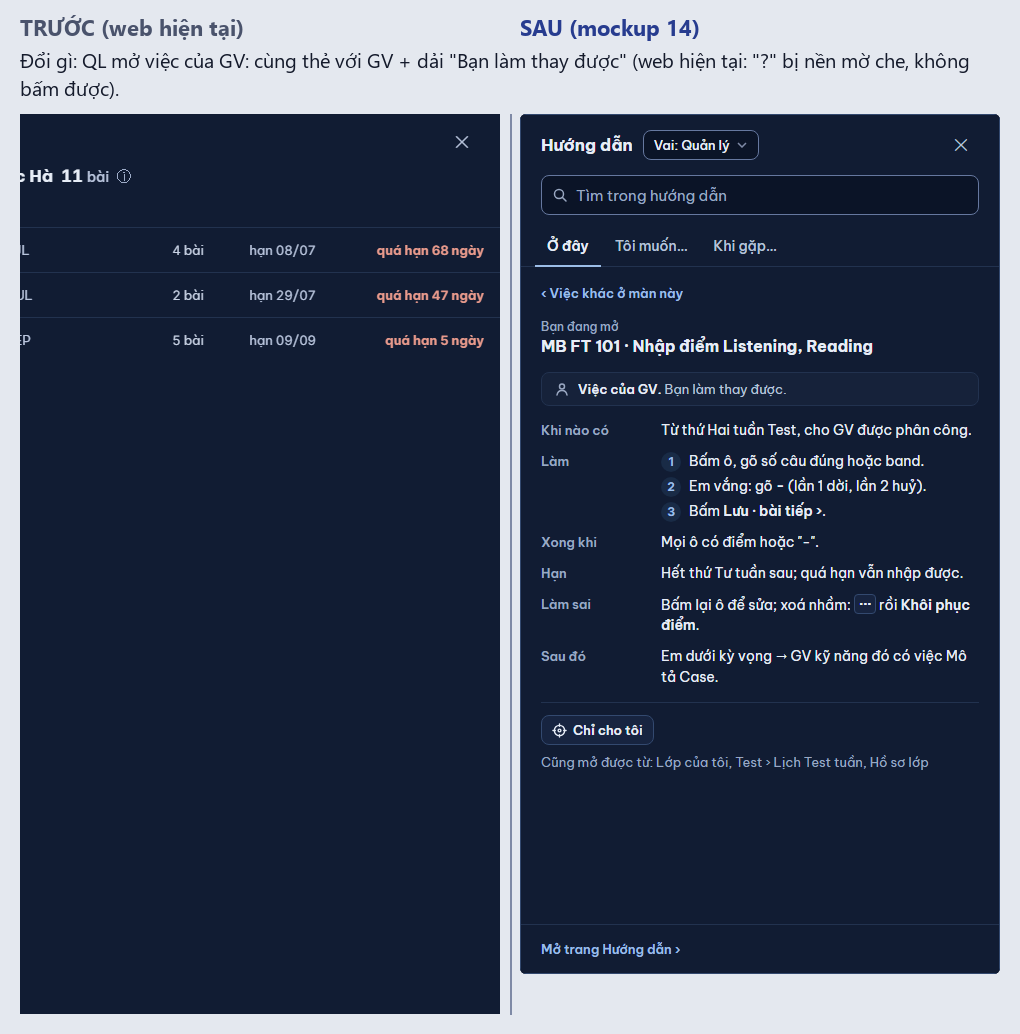 TRƯỚC (web hiện tại)
SAU (mockup 14)
Đổi gì: QL mở việc của GV: cùng thẻ với GV + dải "Bạn làm thay được" (web hiện tại: "?" bị nền mờ che, không
bấm được).
Hà 11 bài
4 bài hạn 08/07 quá hạn 68 ngày
2 bài hạn 29/07 quá hạn 47 ngày
5 bài hạn 09/09 quá hạn 5 ngày
Hướng dẫn
Vai: Quản lý
Tìm trong hướng dẫn
Ở đây Tôi muốn... Khi gặp...
‹ Việc khác ở màn này
Bạn đang mở
MB FT 101 · Nhập điểm Listening, Reading
Việc của GV. Bạn làm thay được.
Khi nào có Từ thứ Hai tuần Test, cho GV được phân công.
Làm 1 Bấm ô, gõ số câu đúng hoặc band.
2 Em vắng: gõ - (lần 1 dời, lần 2 huỷ).
3 Bấm Lưu · bài tiếp ›.
Xong khi Mọi ô có điểm hoặc "-".
Hạn Hết thứ Tư tuần sau; quá hạn vẫn nhập được.
Làm sai Bấm lại ô để sửa; xoá nhầm: ··· rồi Khôi phục
điểm.
Sau đó Em dưới kỳ vọng → GV kỹ năng đó có việc Mô
tả Case.
Chỉ cho tôi
Cũng mở được từ: Lớp của tôi, Test › Lịch Test tuần, Hồ sơ lớp
Mở trang Hướng dẫn ›